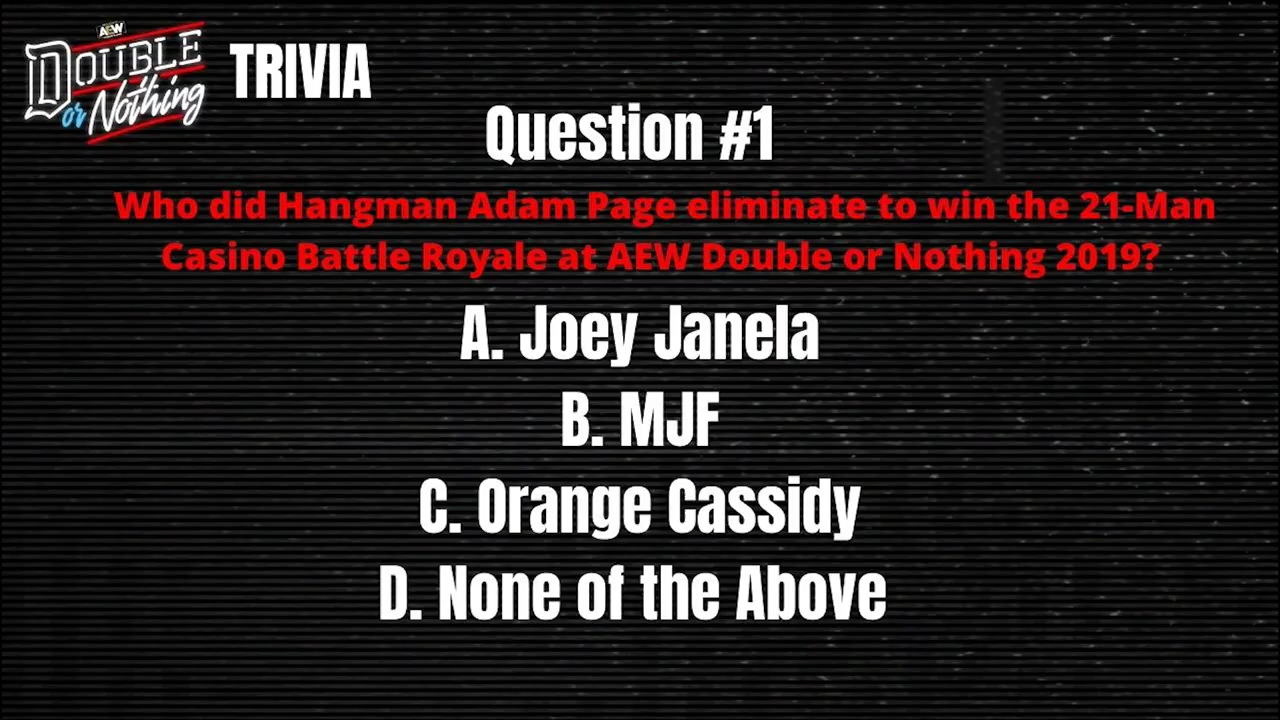 AEW
DOUBLE
or Nothing
TRIVIA
Question #1
Who did Hangman Adam Page eliminate to win the 21-Man
Casino Battle Royale at AEW Double or Nothing 2019?
A. Joey Janela
B. MJF
C. Orange Cassidy
D. None of the Above